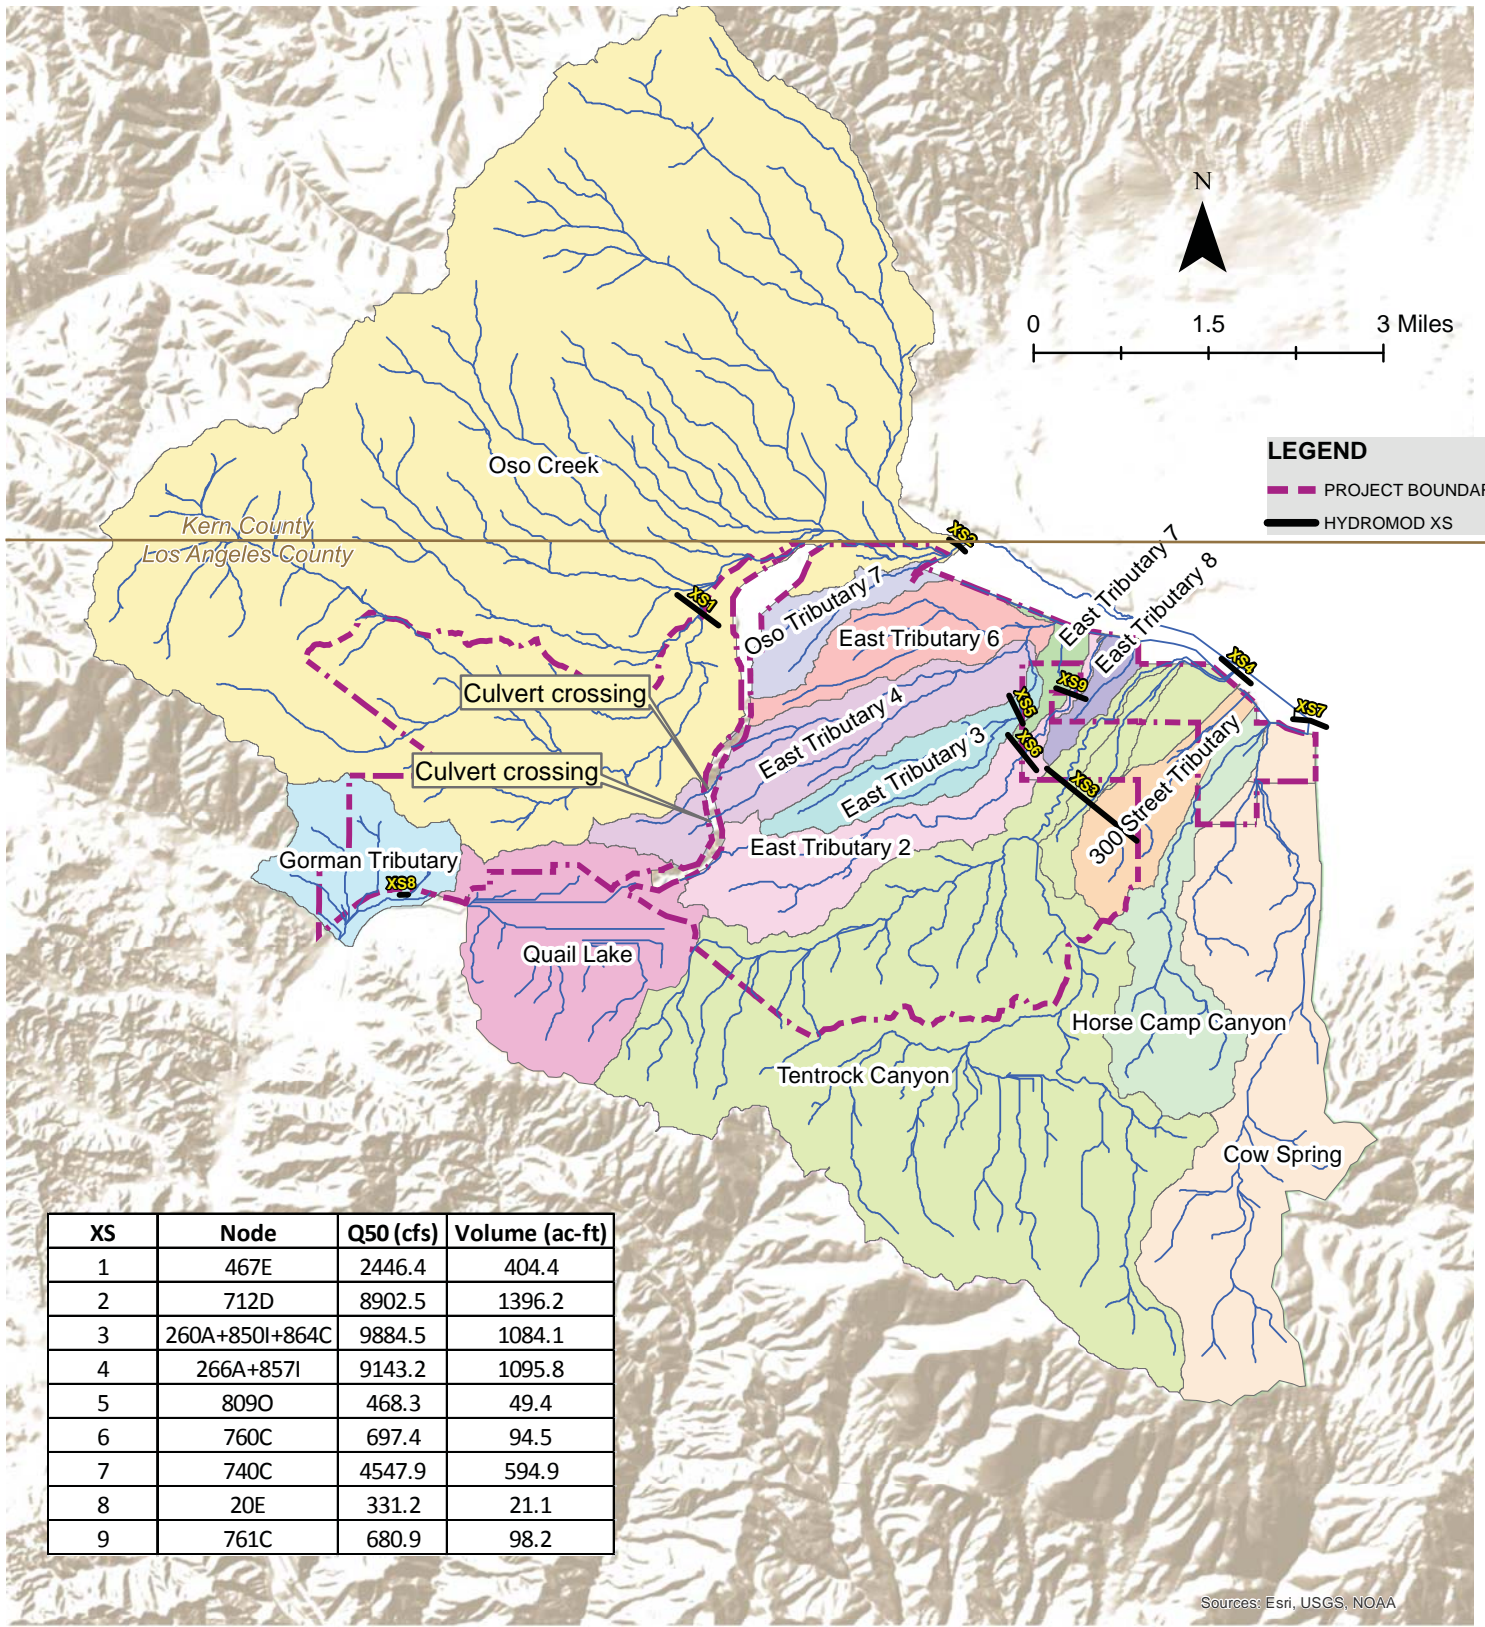 N
0 1.5 3 Miles
LEGEND
PROJECT BOUNDAR
HYDROMOD XS
Oso Creek
Kern County
Los Angeles County
XS2
XS1
East Tributary 7
East Tributary 8
Oso Tributary 7
East Tributary 6
XS4
XS9
XS5
XS7
Culvert crossing
East Tributary 4
XS6
East Tributary 3
Culvert crossing
XS3
300 Street Tributary
East Tributary 2
Gorman Tributary
XS8
Quail Lake
Horse Camp Canyon
Tentrock Canyon
Cow Spring
XS Node Q50 (cfs) Volume (ac-ft)
1 467E 2446.4 404.4
2 712D 8902.5 1396.2
3 260A+850I+864C 9884.5 1084.1
4 266A+857I 9143.2 1095.8
5 809O 468.3 49.4
6 760C 697.4 94.5
7 740C 4547.9 594.9
8 20E 331.2 21.1
9 761C 680.9 98.2
Sources: Esri, USGS, NOAA